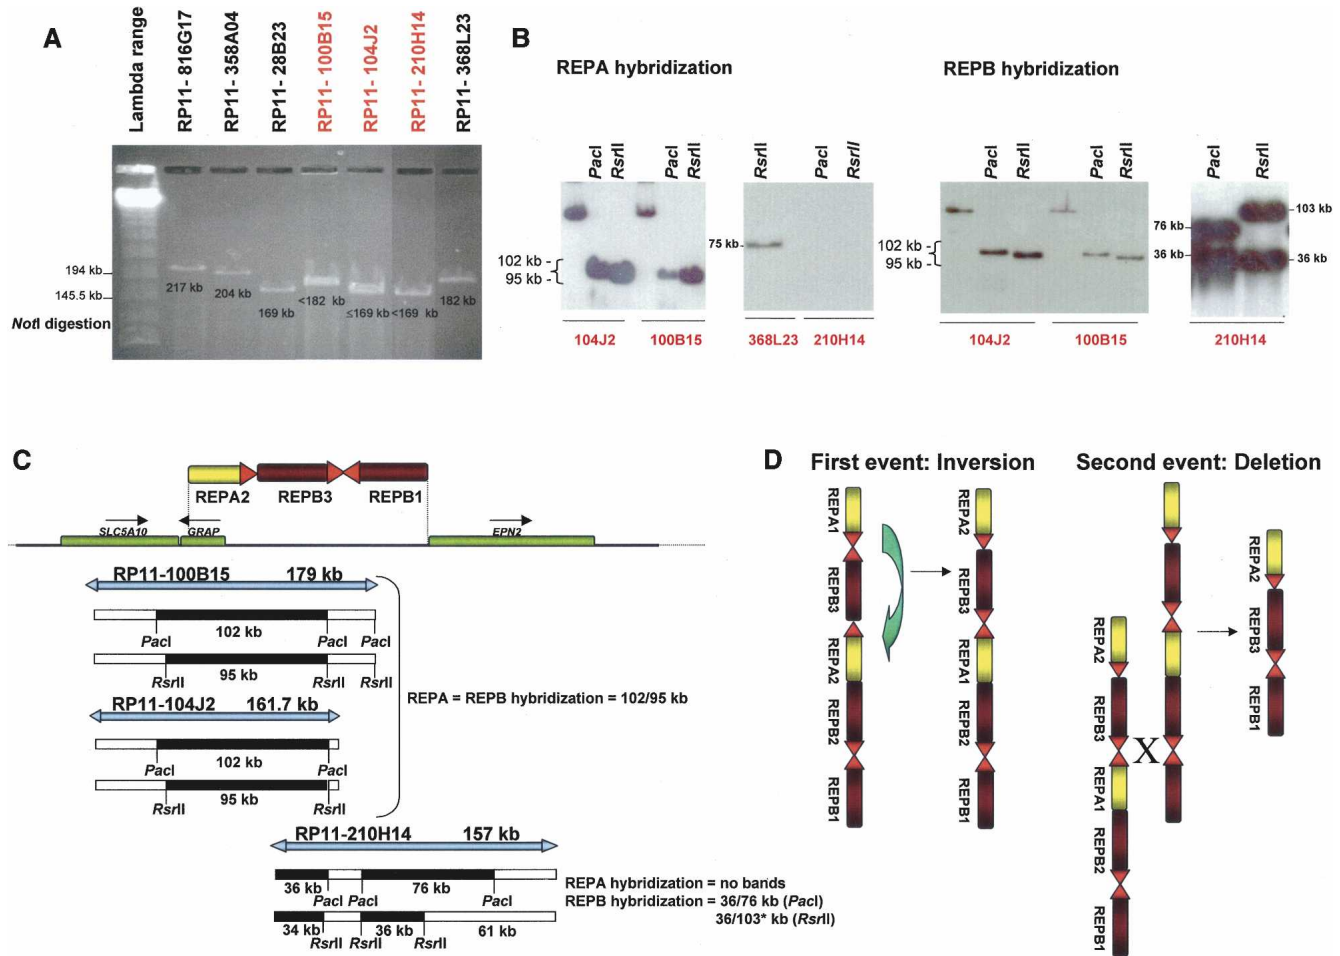 A
Lambda range
RP11- 816G17
RP11- 358A04
RP11- 28B23
RP11- 100B15
RP11- 104J2
RP11- 210H14
RP11- 368L23
194 kb
145.5 kb
NotI digestion
217 kb
204 kb
169 kb
<182 kb
≤169 kb
<169 kb
182 kb
B
REPA hybridization
PacI
RsrII
PacI
RsrII
RsrII
PacI
RsrII
102 kb
95 kb
75 kb
104J2
100B15
368L23
210H14
REPB hybridization
PacI
RsrII
PacI
RsrII
PacI
RsrII
102 kb
95 kb
76 kb
36 kb
103 kb
36 kb
104J2
100B15
210H14
C
REPA2
REPB3
REPB1
SLC5A10
GRAP
EPN2
RP11-100B15 179 kb
102 kb
PacI PacI PacI
95 kb
RsrII RsrII RsrII
RP11-104J2 161.7 kb
102 kb
PacI PacI
95 kb
RsrII RsrII
REPA = REPB hybridization = 102/95 kb
RP11-210H14 157 kb
36 kb 76 kb
PacI PacI PacI
34 kb 36 kb 61 kb
RsrII RsrII RsrII
REPA hybridization = no bands
REPB hybridization = 36/76 kb (PacI)
36/103* kb (RsrII)
D
First event: Inversion
REPA1
REPB3
REPA2
REPB2
REPB1
REPA2
REPB3
REPA1
REPB2
REPB1
Second event: Deletion
REPA2
REPB3
REPA1
REPB2
REPB1
X
REPA2
REPB3
REPB1